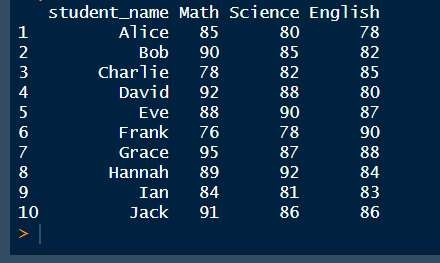 student_name Math Science English
1 Alice 85 80 78
2 Bob 90 85 82
3 Charlie 78 82 85
4 David 92 88 80
5 Eve 88 90 87
6 Frank 76 78 90
7 Grace 95 87 88
8 Hannah 89 92 84
9 Ian 84 81 83
10 Jack 91 86 86
>